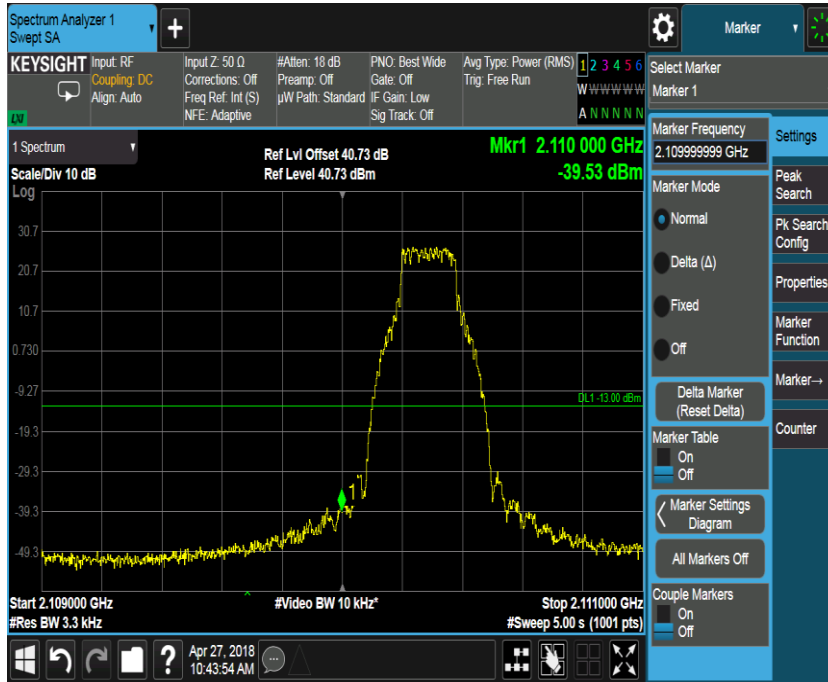 Spectrum Analyzer 1
Swept SA
+
Marker
KEYSIGHT
Input: RF
Coupling: DC
Align: Auto
Input Z: 50 Ω
Corrections: Off
Freq Ref: Int (S)
NFE: Adaptive
#Atten: 18 dB
Preamp: Off
µW Path: Standard
PNO: Best Wide
Gate: Off
IF Gain: Low
Sig Track: Off
Avg Type: Power (RMS)
Trig: Free Run
1 2 3 4 5 6
W W W W W W
A N N N N N
LXI
Select Marker
Marker 1
1 Spectrum
Scale/Div 10 dB
Log
Ref Lvl Offset 40.73 dB
Ref Level 40.73 dBm
Mkr1 2.110 000 GHz
-39.53 dBm
30.7
20.7
10.7
0.730
-9.27
-19.3
-29.3
-39.3
-49.3
DL1 -13.00 dBm
1
Start 2.109000 GHz
#Video BW 10 kHz*
Stop 2.111000 GHz
#Res BW 3.3 kHz
#Sweep 5.00 s (1001 pts)
Marker Frequency
2.109999999 GHz
Marker Mode
Normal
Delta (Δ)
Fixed
Off
Delta Marker
(Reset Delta)
Marker Table
On
Off
Marker Settings
Diagram
All Markers Off
Couple Markers
On
Off
Settings
Peak
Search
Pk Search
Config
Properties
Marker
Function
Marker→
Counter
?
Apr 27, 2018
10:43:54 AM